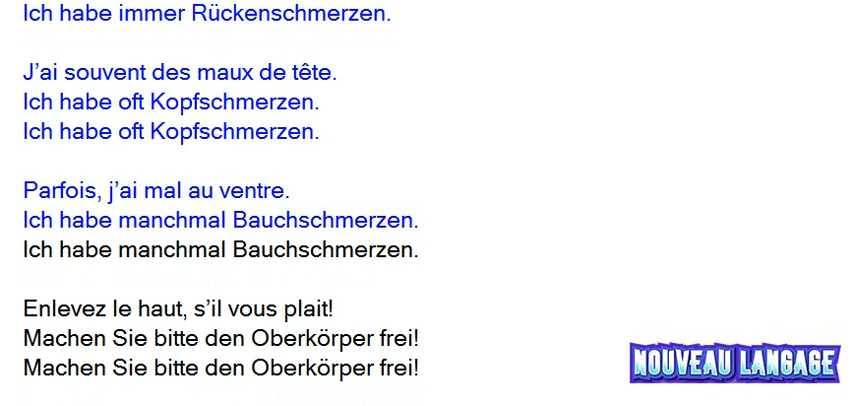 Ich habe immer Rückenschmerzen.
J’ai souvent des maux de tête.
Ich habe oft Kopfschmerzen.
Ich habe oft Kopfschmerzen.
Parfois, j’ai mal au ventre.
Ich habe manchmal Bauchschmerzen.
Ich habe manchmal Bauchschmerzen.
Enlevez le haut, s’il vous plait!
Machen Sie bitte den Oberkörper frei!
Machen Sie bitte den Oberkörper frei!
NOUVEAU LANGAGE